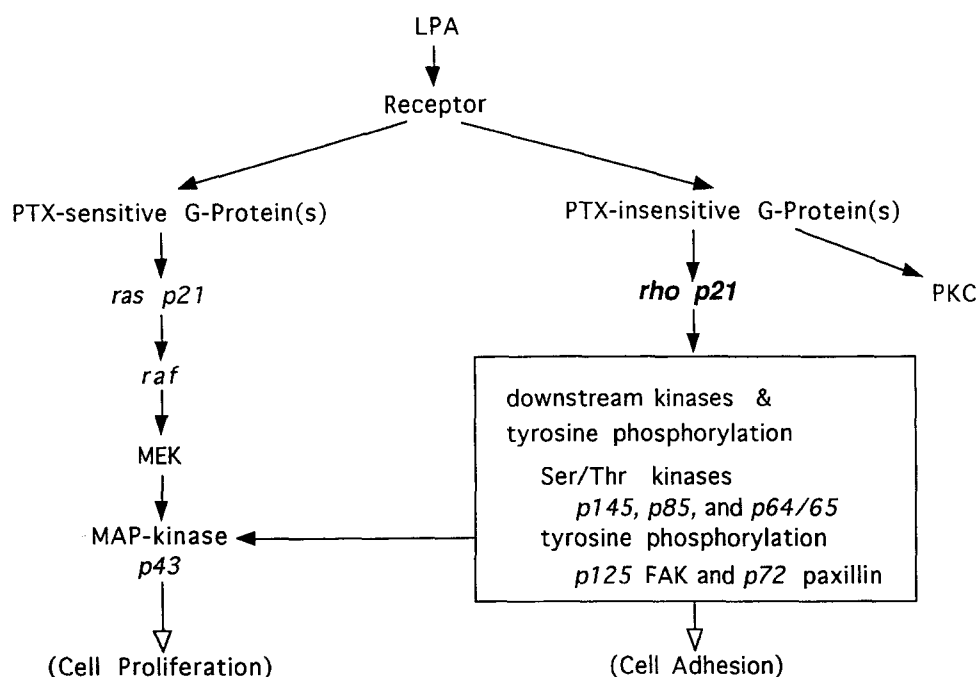 LPA
Receptor
PTX-sensitive G-Protein(s)
PTX-insensitive G-Protein(s)
ras p21
rho p21
PKC
raf
downstream kinases &
tyrosine phosphorylation
MEK
Ser/Thr kinases
p145, p85, and p64/65
MAP-kinase
tyrosine phosphorylation
p43
p125 FAK and p72 paxillin
(Cell Proliferation)
(Cell Adhesion)